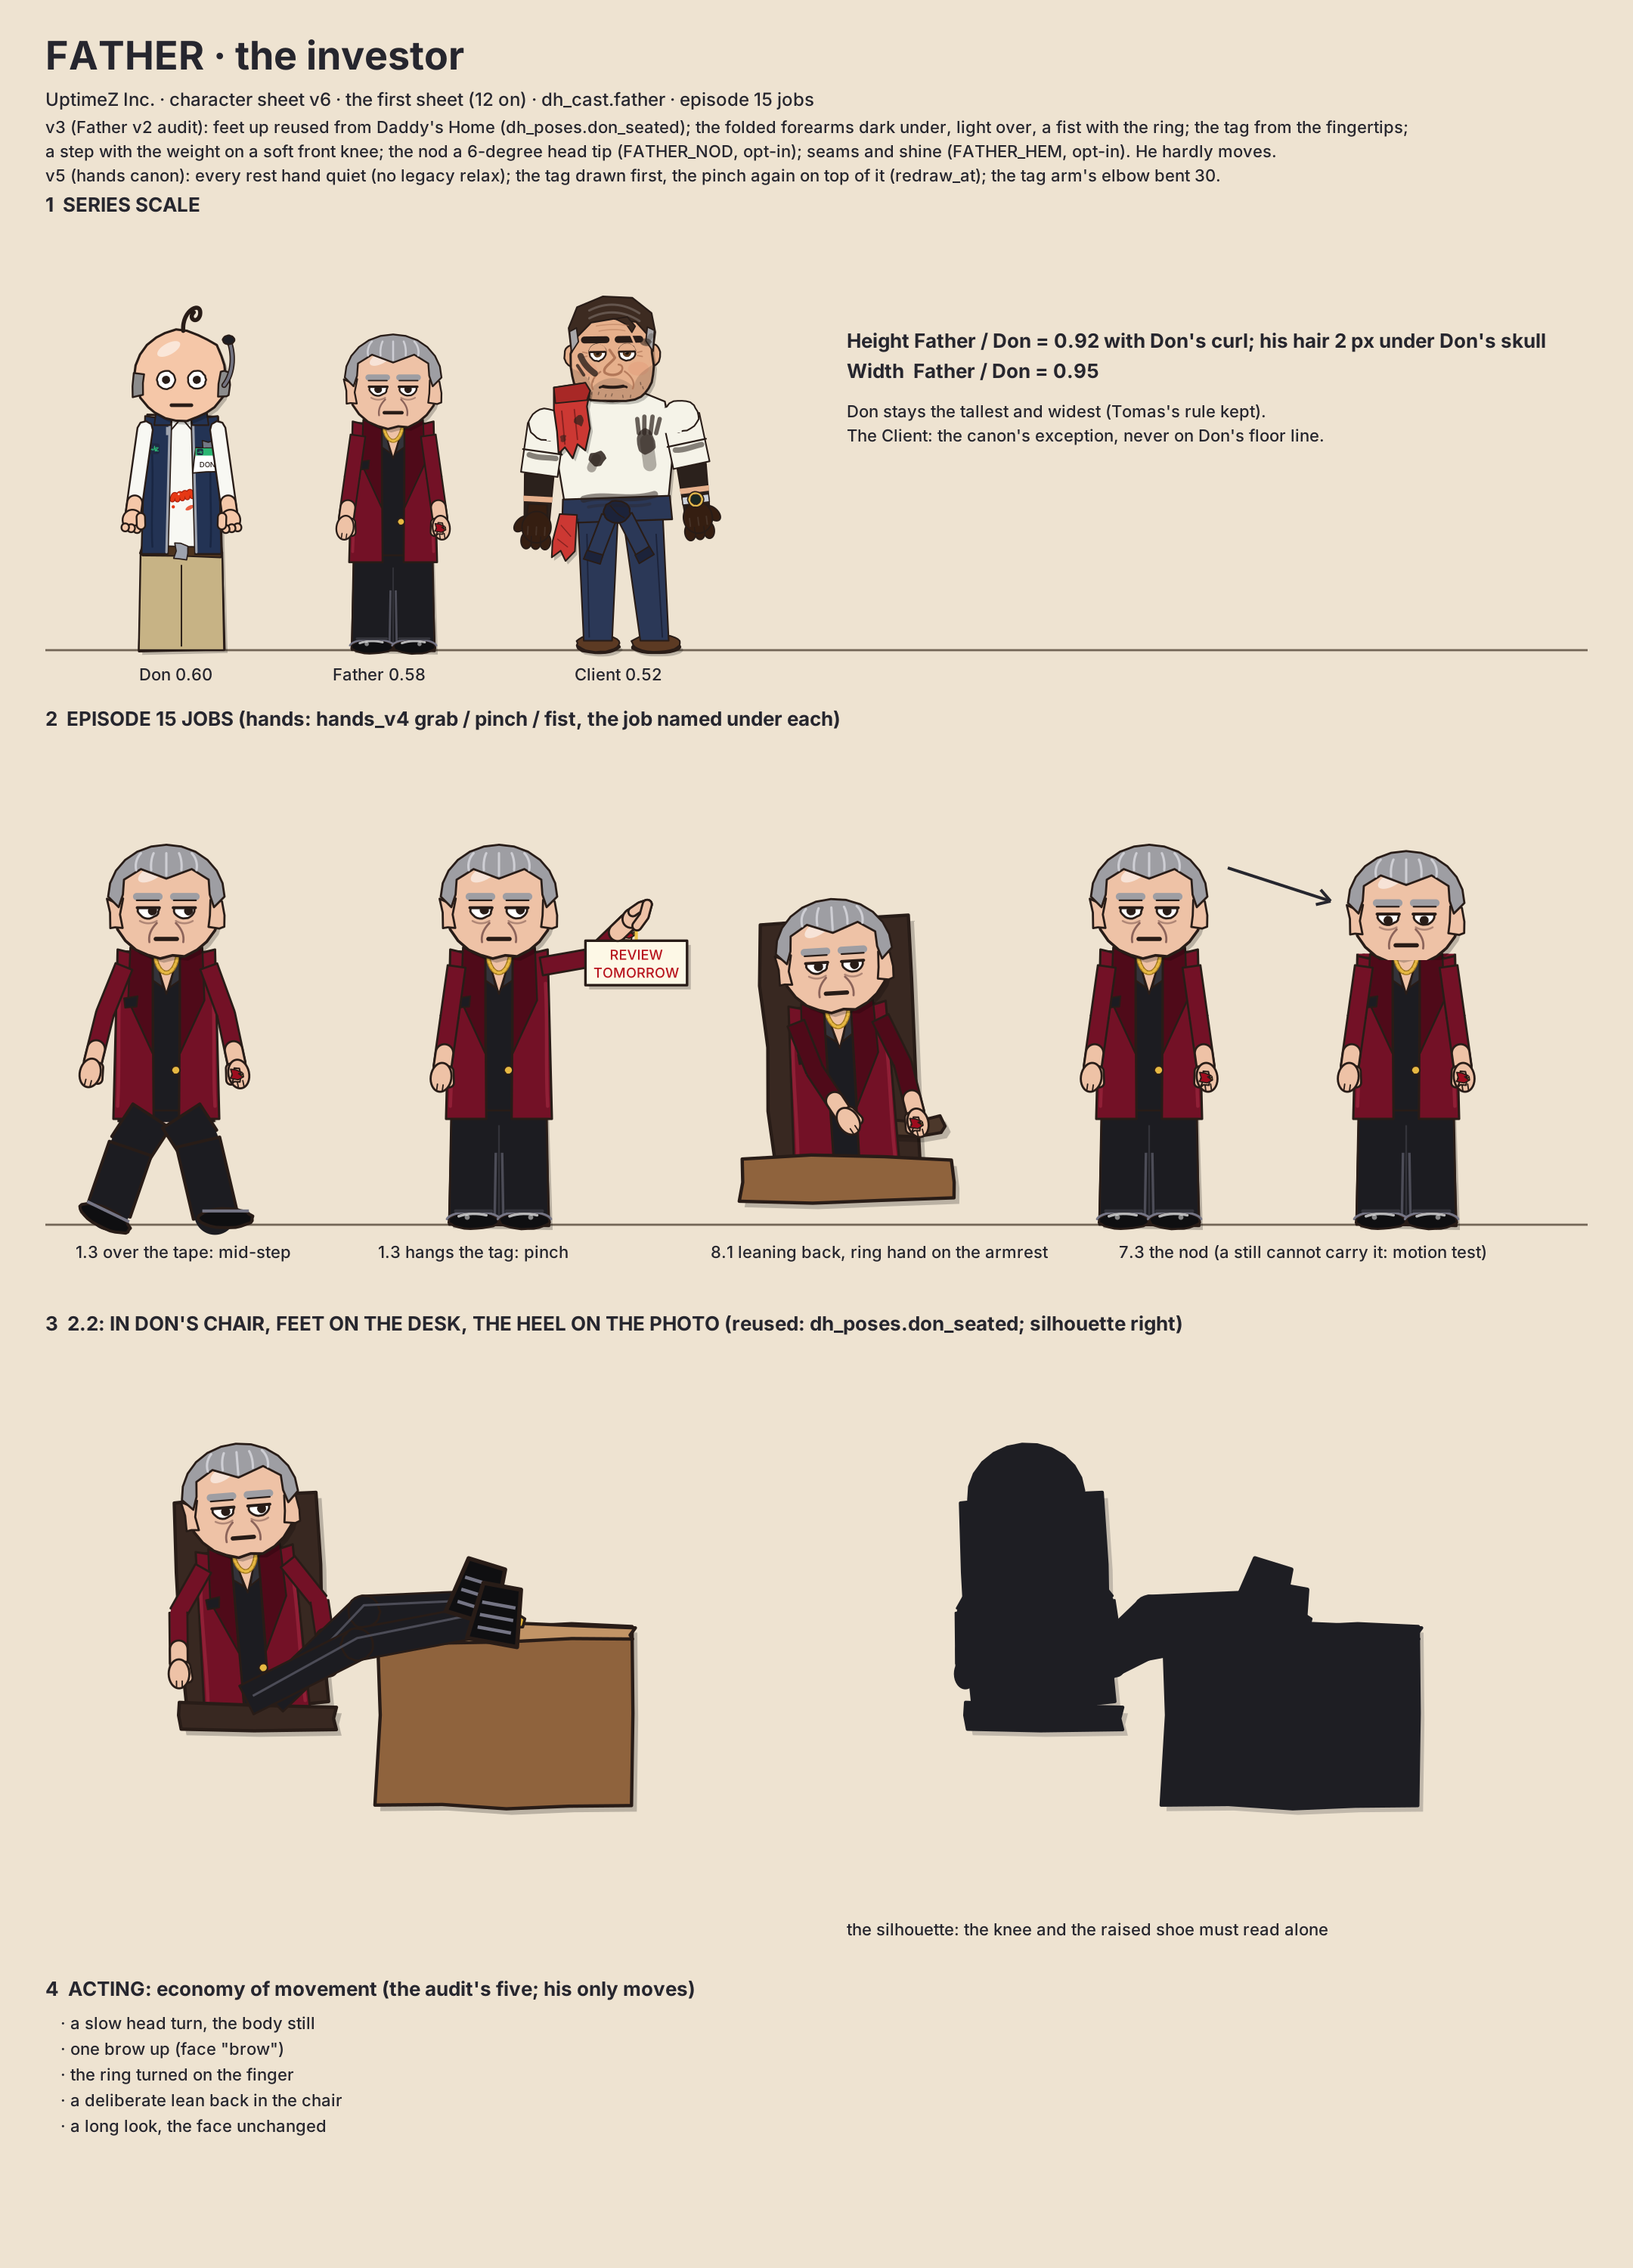 FATHER · the investor
UptimeZ Inc. · character sheet v6 · the first sheet (12 on) · dh_cast.father · episode 15 jobs
v3 (Father v2 audit): feet up reused from Daddy's Home (dh_poses.don_seated); the folded forearms dark under, light over, a fist with the ring; the tag from the fingertips;
a step with the weight on a soft front knee; the nod a 6-degree head tip (FATHER_NOD, opt-in); seams and shine (FATHER_HEM, opt-in). He hardly moves.
v5 (hands canon): every rest hand quiet (no legacy relax); the tag drawn first, the pinch again on top of it (redraw_at); the tag arm's elbow bent 30.
1 SERIES SCALE
DON
Height Father / Don = 0.92 with Don's curl; his hair 2 px under Don's skull
Width Father / Don = 0.95
Don stays the tallest and widest (Tomas's rule kept).
The Client: the canon's exception, never on Don's floor line.
Don 0.60
Father 0.58
Client 0.52
2 EPISODE 15 JOBS (hands: hands_v4 grab / pinch / fist, the job named under each)
REVIEW
TOMORROW
1.3 over the tape: mid-step
1.3 hangs the tag: pinch
8.1 leaning back, ring hand on the armrest
7.3 the nod (a still cannot carry it: motion test)
3 2.2: IN DON'S CHAIR, FEET ON THE DESK, THE HEEL ON THE PHOTO (reused: dh_poses.don_seated; silhouette right)
the silhouette: the knee and the raised shoe must read alone
4 ACTING: economy of movement (the audit's five; his only moves)
· a slow head turn, the body still
· one brow up (face "brow")
· the ring turned on the finger
· a deliberate lean back in the chair
· a long look, the face unchanged